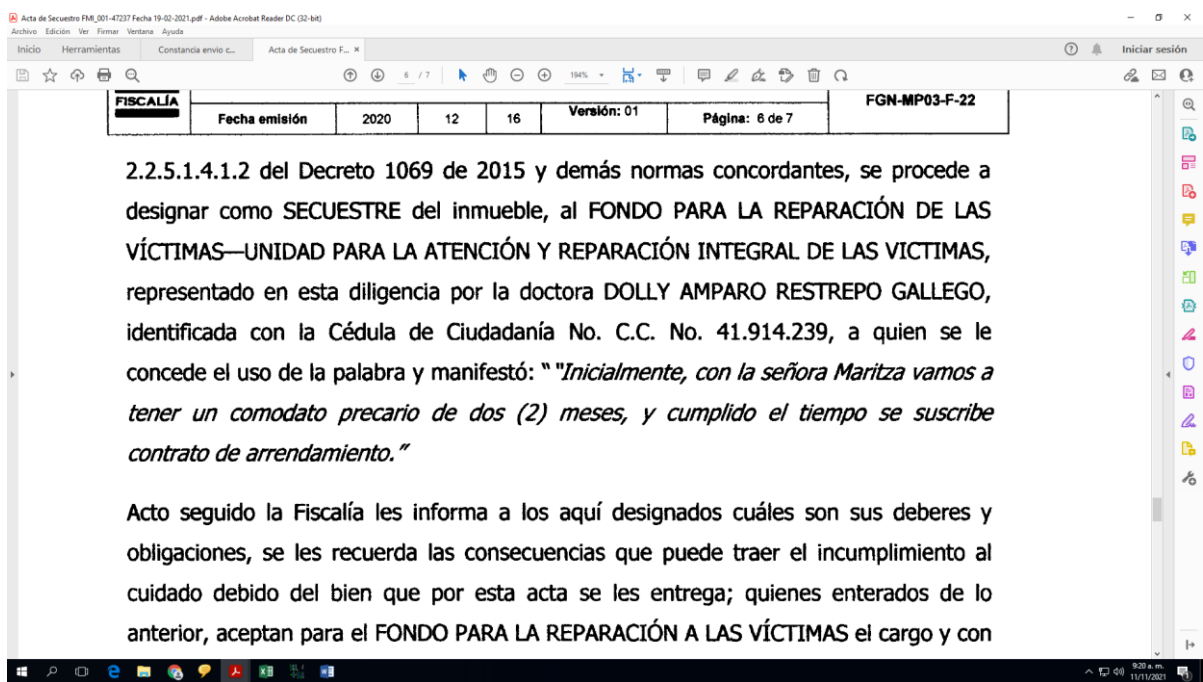 Acta de Secuestro FMI_001-47237 Fecha 19-02-2021.pdf - Adobe Acrobat Reader DC (32-bit)
Archivo Edición Ver Firmar Ventana Ayuda
Inicio Herramientas Constancia envio c... Acta de Secuestro F... × Iniciar sesión
6 / 7 194%
FISCALÍA Fecha emisión 2020 12 16 Versión: 01 Página: 6 de 7 FGN-MP03-F-22
2.2.5.1.4.1.2 del Decreto 1069 de 2015 y demás normas concordantes, se procede a
designar como SECUESTRE del inmueble, al FONDO PARA LA REPARACIÓN DE LAS
VÍCTIMAS—UNIDAD PARA LA ATENCIÓN Y REPARACIÓN INTEGRAL DE LAS VICTIMAS,
representado en esta diligencia por la doctora DOLLY AMPARO RESTREPO GALLEGO,
identificada con la Cédula de Ciudadanía No. C.C. No. 41.914.239, a quien se le
concede el uso de la palabra y manifestó: “ "Inicialmente, con la señora Maritza vamos a
tener un comodato precario de dos (2) meses, y cumplido el tiempo se suscribe
contrato de arrendamiento.”
Acto seguido la Fiscalía les informa a los aquí designados cuáles son sus deberes y
obligaciones, se les recuerda las consecuencias que puede traer el incumplimiento al
cuidado debido del bien que por esta acta se les entrega; quienes enterados de lo
anterior, aceptan para el FONDO PARA LA REPARACIÓN A LAS VÍCTIMAS el cargo y con
9:20 a. m.
11/11/2021